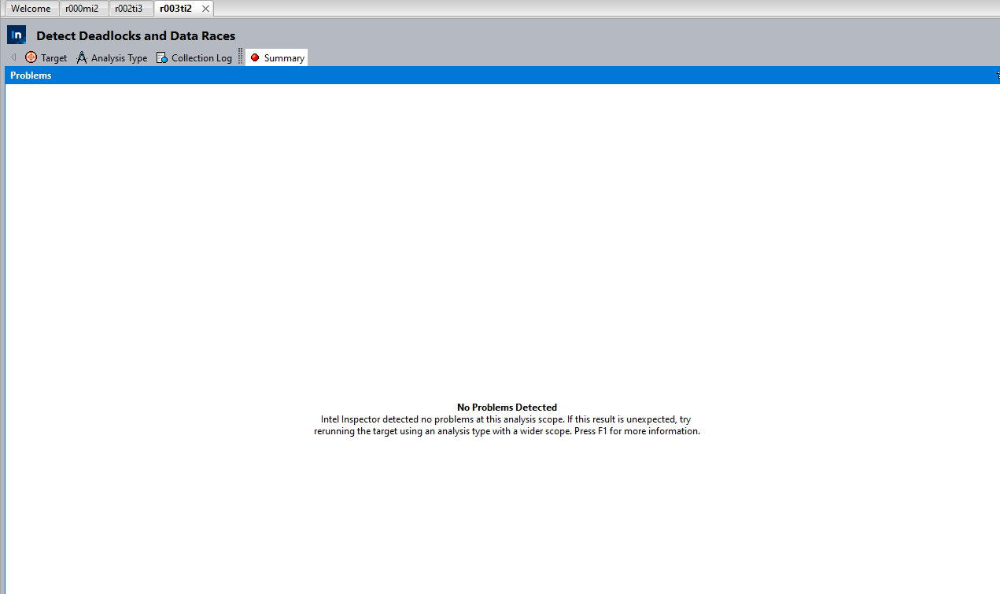 Welcome r000mi2 r002ti3 r003ti2
In Detect Deadlocks and Data Races
Target Analysis Type Collection Log Summary
Problems
No Problems Detected
Intel Inspector detected no problems at this analysis scope. If this result is unexpected, try
rerunning the target using an analysis type with a wider scope. Press F1 for more information.